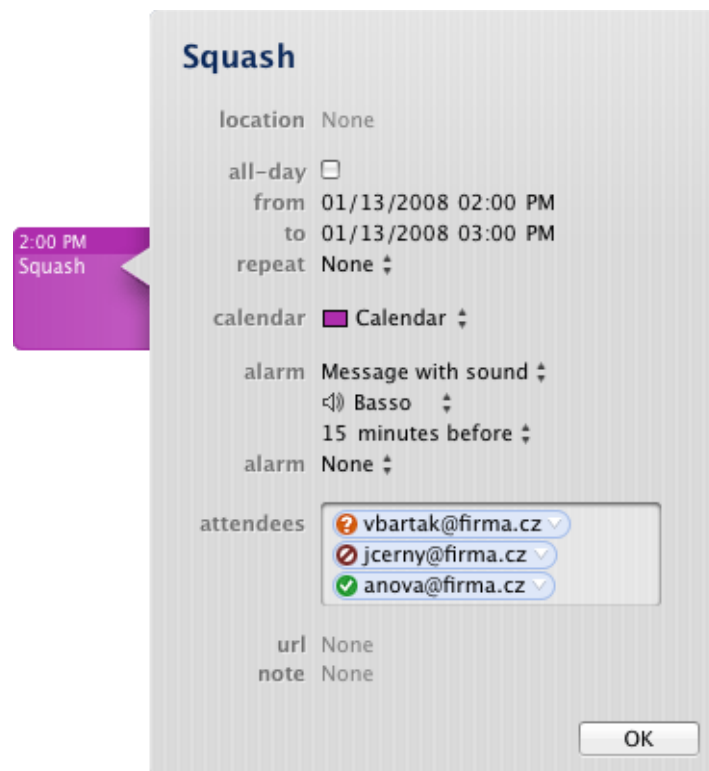 Squash
location None
all-day
from 01/13/2008 02:00 PM
to 01/13/2008 03:00 PM
2:00 PM
Squash
repeat None
calendar Calendar
alarm Message with sound
Basso
15 minutes before
alarm None
attendees vbartak@firma.cz
jcerny@firma.cz
anova@firma.cz
url None
note None
OK